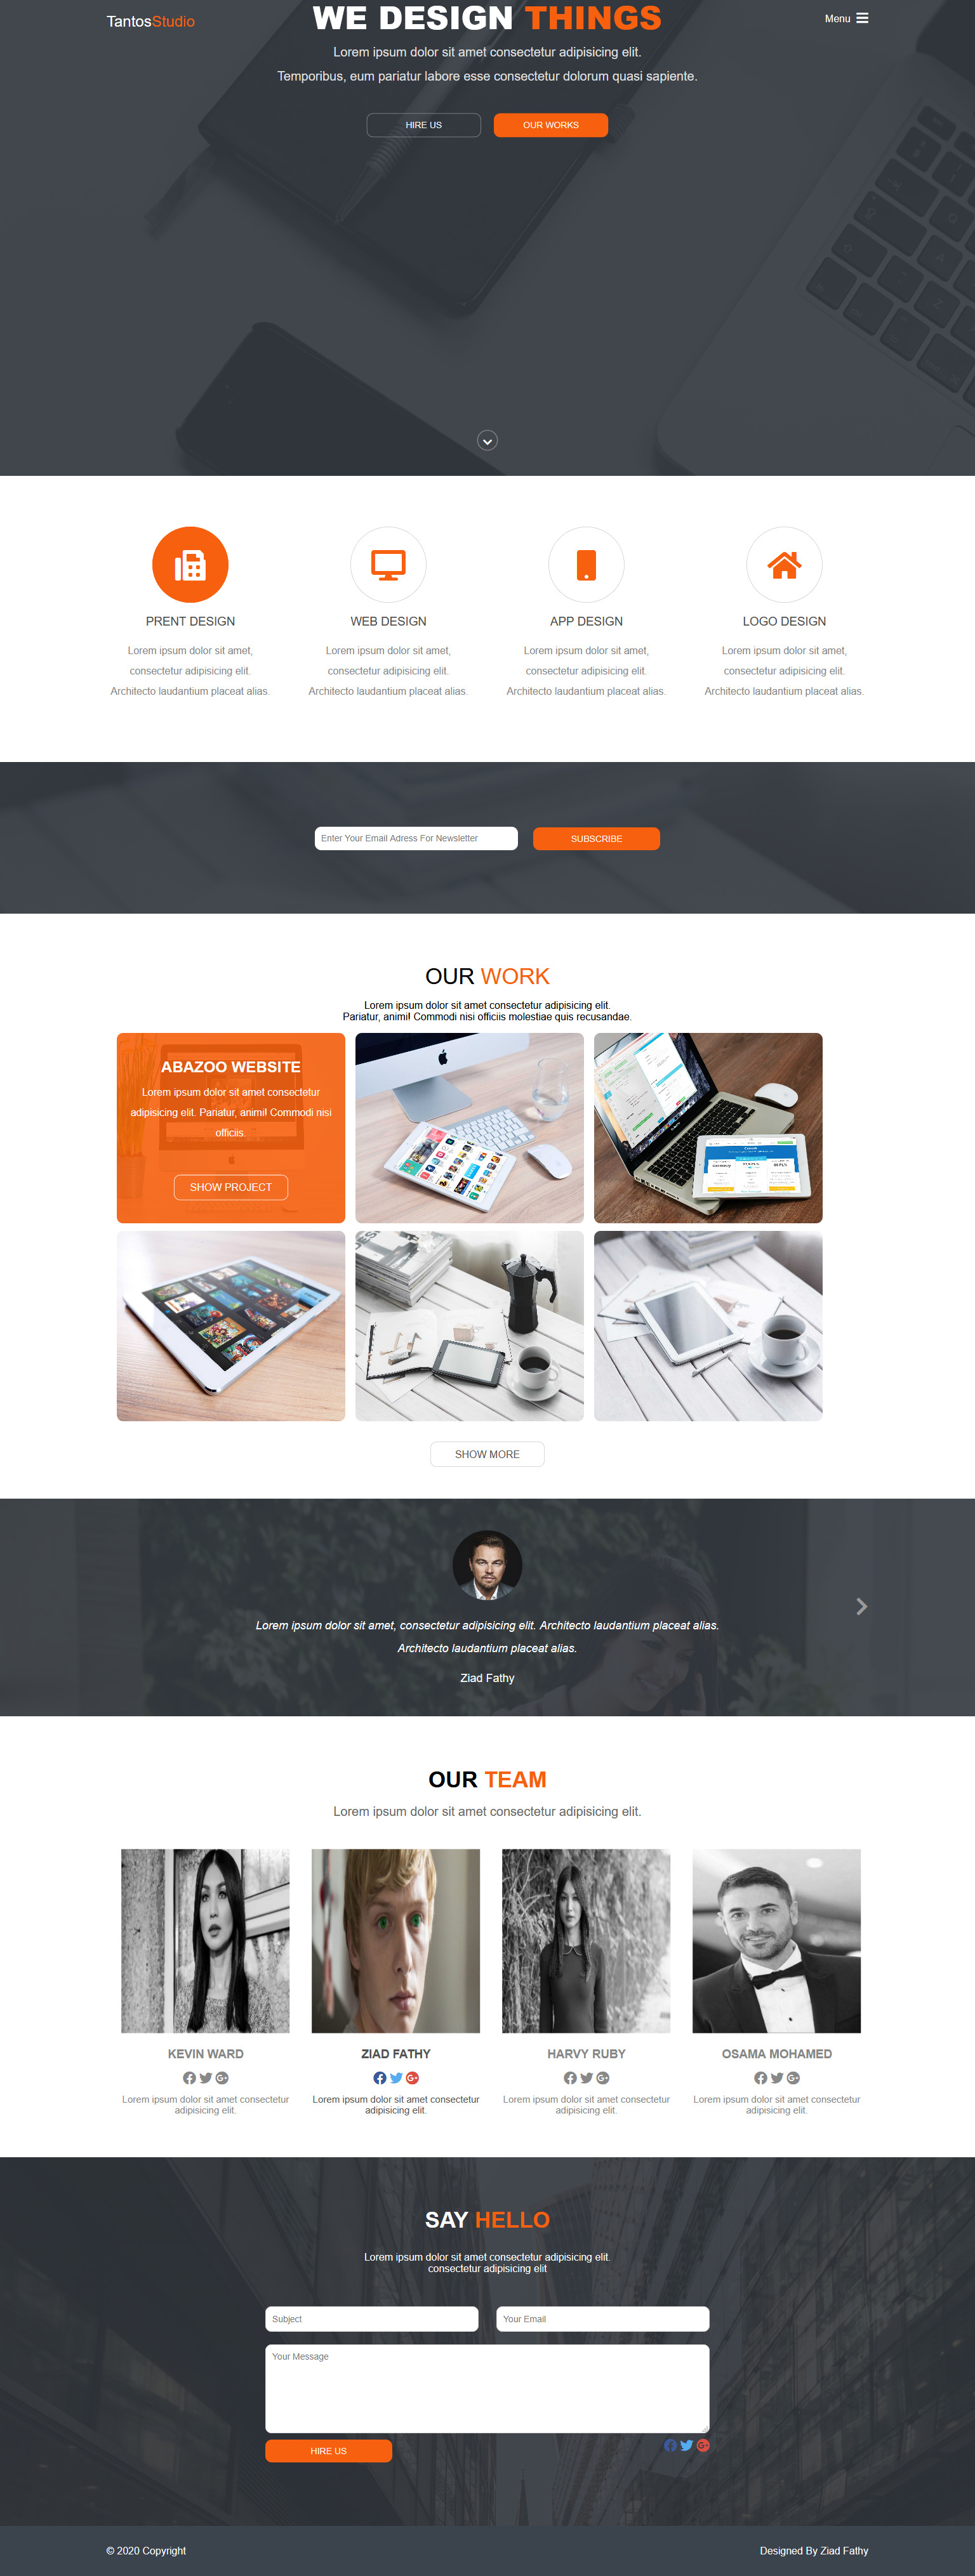 TantosStudio
Menu
WE DESIGN THINGS
Lorem ipsum dolor sit amet consectetur adipisicing elit.
Temporibus, eum pariatur labore esse consectetur dolorum quasi sapiente.
HIRE US
OUR WORKS
PRENT DESIGN
Lorem ipsum dolor sit amet,
consectetur adipisicing elit.
Architecto laudantium placeat alias.
WEB DESIGN
Lorem ipsum dolor sit amet,
consectetur adipisicing elit.
Architecto laudantium placeat alias.
APP DESIGN
Lorem ipsum dolor sit amet,
consectetur adipisicing elit.
Architecto laudantium placeat alias.
LOGO DESIGN
Lorem ipsum dolor sit amet,
consectetur adipisicing elit.
Architecto laudantium placeat alias.
Enter Your Email Adress For Newsletter
SUBSCRIBE
OUR WORK
Lorem ipsum dolor sit amet consectetur adipisicing elit.
Pariatur, animi! Commodi nisi officiis molestiae quis recusandae.
ABAZOO WEBSITE
Lorem ipsum dolor sit amet consectetur
adipisicing elit. Pariatur, animi! Commodi nisi
officiis.
SHOW PROJECT
SHOW MORE
Lorem ipsum dolor sit amet, consectetur adipisicing elit. Architecto laudantium placeat alias.
Architecto laudantium placeat alias.
Ziad Fathy
OUR TEAM
Lorem ipsum dolor sit amet consectetur adipisicing elit.
KEVIN WARD
Lorem ipsum dolor sit amet consectetur
adipisicing elit.
ZIAD FATHY
Lorem ipsum dolor sit amet consectetur
adipisicing elit.
HARVY RUBY
Lorem ipsum dolor sit amet consectetur
adipisicing elit.
OSAMA MOHAMED
Lorem ipsum dolor sit amet consectetur
adipisicing elit.
SAY HELLO
Lorem ipsum dolor sit amet consectetur adipisicing elit.
consectetur adipisicing elit
Subject
Your Email
Your Message
HIRE US
© 2020 Copyright
Designed By Ziad Fathy